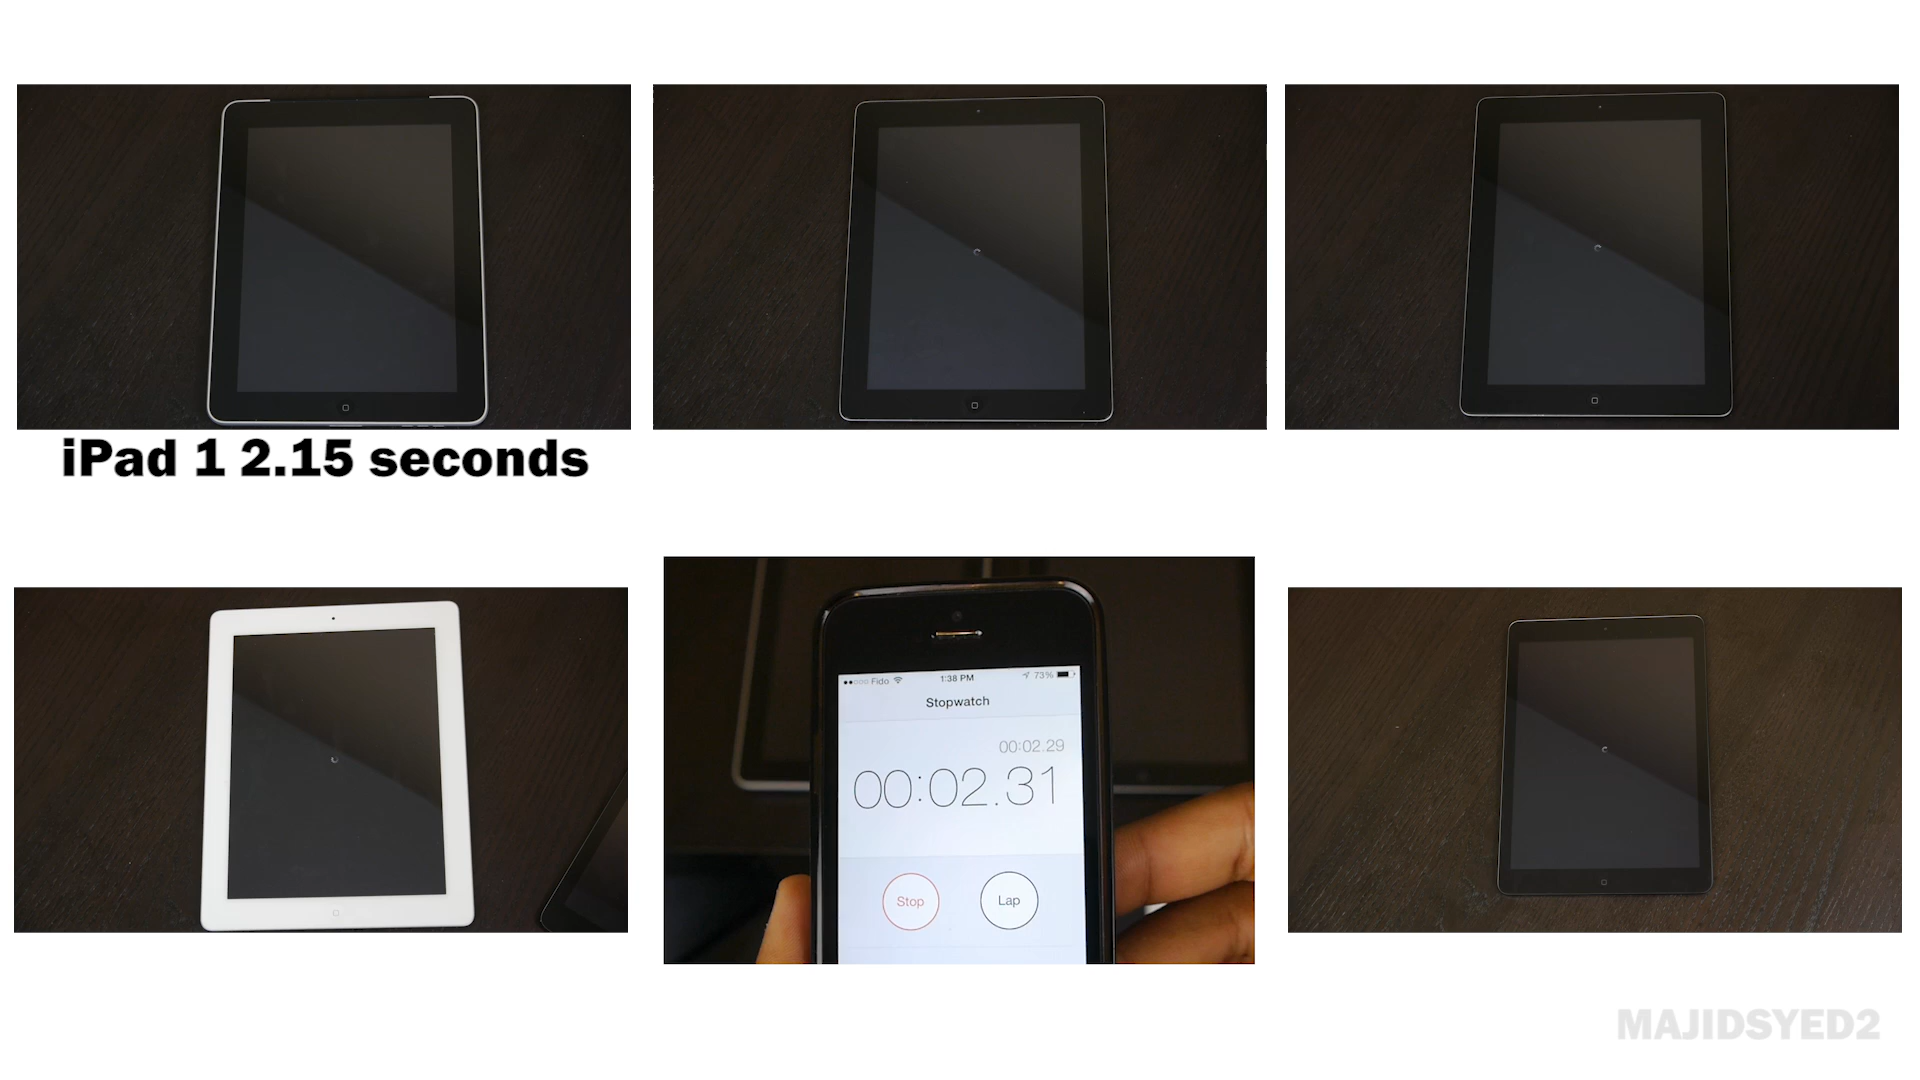 iPad 1 2.15 seconds
Fido 1:38 PM 73%
Stopwatch
00:02.29
00:02.31
Stop Lap
MAJIDSYED2